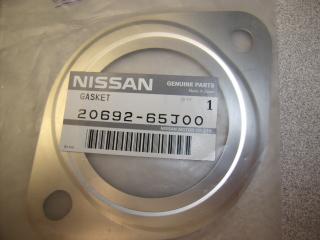 NISSAN GENUINE PARTS
Made in Japan
GASKET 1
20692-65J00
NISSAN MOTOR CO.,LTD.